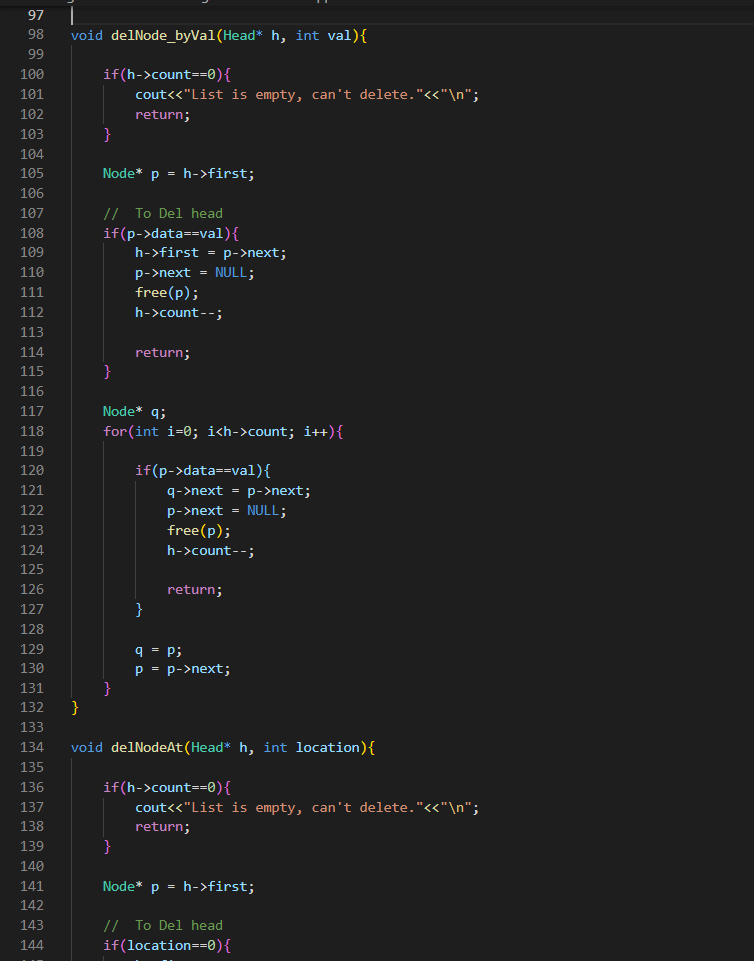 97
98 void delNode_byVal(Head* h, int val){
99
100 if(h->count==0){
101 cout<<"List is empty, can't delete."<<"\n";
102 return;
103 }
104
105 Node* p = h->first;
106
107 //  To Del head
108 if(p->data==val){
109 h->first = p->next;
110 p->next = NULL;
111 free(p);
112 h->count--;
113
114 return;
115 }
116
117 Node* q;
118 for(int i=0; i<h->count; i++){
119
120 if(p->data==val){
121 q->next = p->next;
122 p->next = NULL;
123 free(p);
124 h->count--;
125
126 return;
127 }
128
129 q = p;
130 p = p->next;
131 }
132 }
133
134 void delNodeAt(Head* h, int location){
135
136 if(h->count==0){
137 cout<<"List is empty, can't delete."<<"\n";
138 return;
139 }
140
141 Node* p = h->first;
142
143 //  To Del head
144 if(location==0){